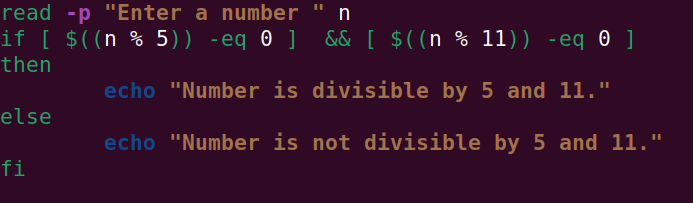 read -p "Enter a number " n
if [ $((n % 5)) -eq 0 ]  && [ $((n % 11)) -eq 0 ]
then
        echo "Number is divisible by 5 and 11."
else
        echo "Number is not divisible by 5 and 11."
fi